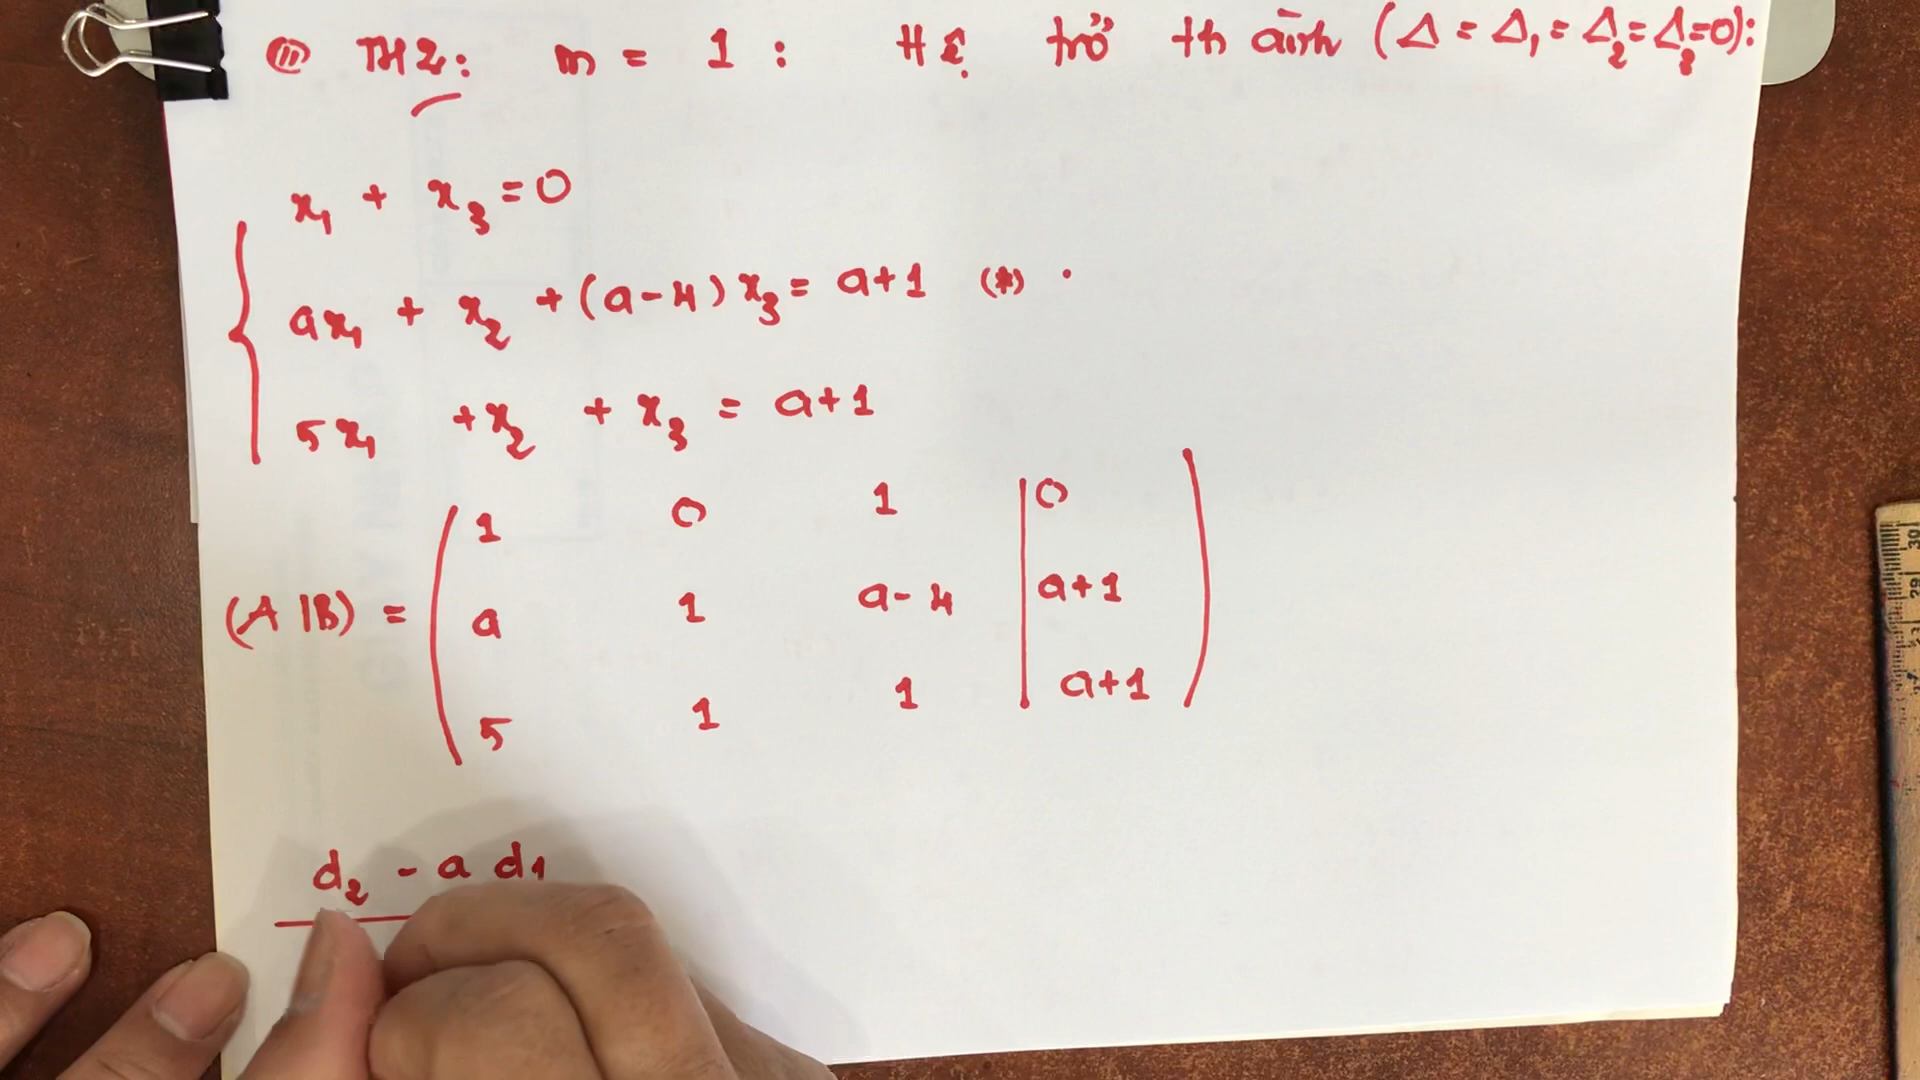 (ii) TH2: m = 1 : Hệ trở thành (Δ = Δ₁ = Δ₂ = Δ₃ = 0):
x₁ + x₃ = 0
ax₁ + x₂ + (a-4) x₃ = a+1 (*) .
5x₁ + x₂ + x₃ = a+1
1 0 1 | 0
(A|B) = ( a 1 a-4 | a+1 )
5 1 1 | a+1
d₂ - a d₁